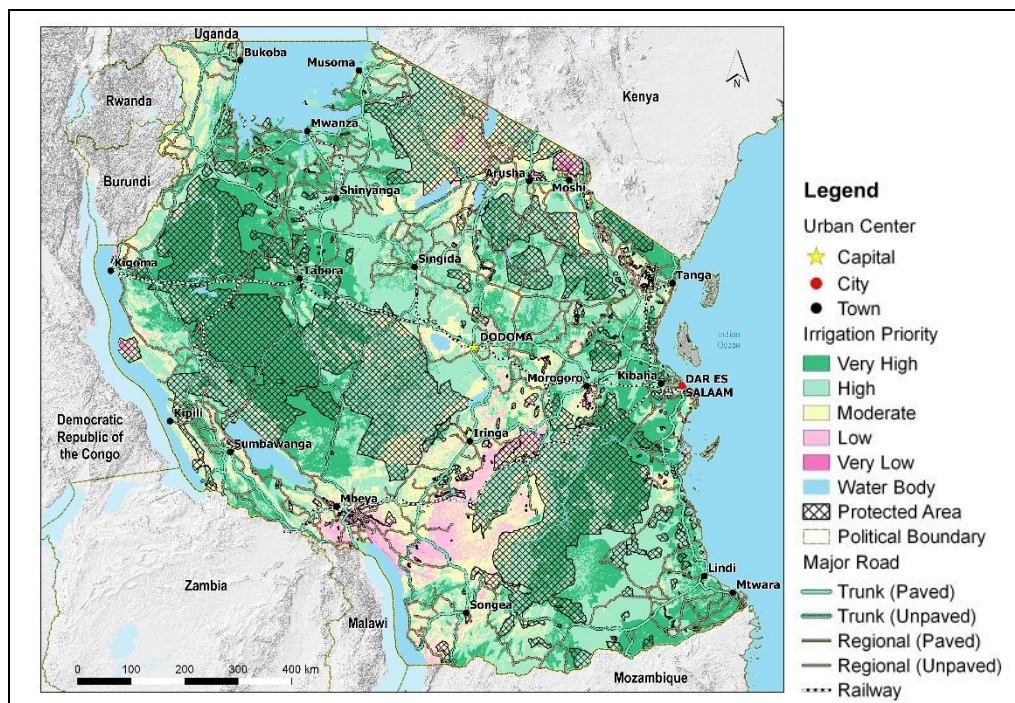 Uganda
Bukoba
Musoma
Kenya
N
Rwanda
Mwanza
Burundi
Arusha
Moshi
Shinyanga
Kigoma
Tabora
Singida
Tanga
Indian
Ocean
DODOMA
Morogoro
Kibaha
DAR ES
SALAAM
Kipili
Democratic
Republic of
the Congo
Sumbawanga
Iringa
Mbeya
Lindi
Mtwara
Zambia
Songea
Malawi
Mozambique
0 100 200 300 400 km
Legend
Urban Center
Capital
City
Town
Irrigation Priority
Very High
High
Moderate
Low
Very Low
Water Body
Protected Area
Political Boundary
Major Road
Trunk (Paved)
Trunk (Unpaved)
Regional (Paved)
Regional (Unpaved)
Railway